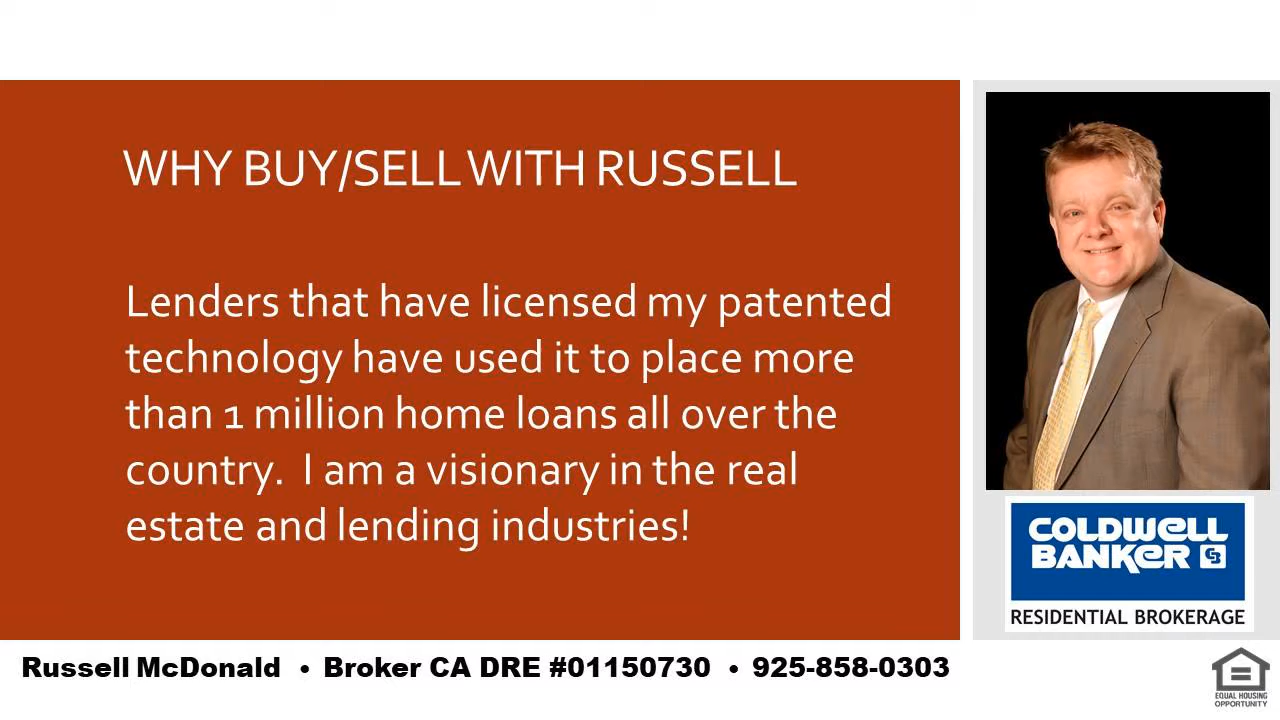 WHY BUY/SELL WITH RUSSELL
Lenders that have licensed my patented
technology have used it to place more
than 1 million home loans all over the
country.  I am a visionary in the real
estate and lending industries!
COLDWELL
BANKER CB
RESIDENTIAL BROKERAGE
Russell McDonald • Broker CA DRE #01150730 • 925-858-0303
EQUAL HOUSING
OPPORTUNITY